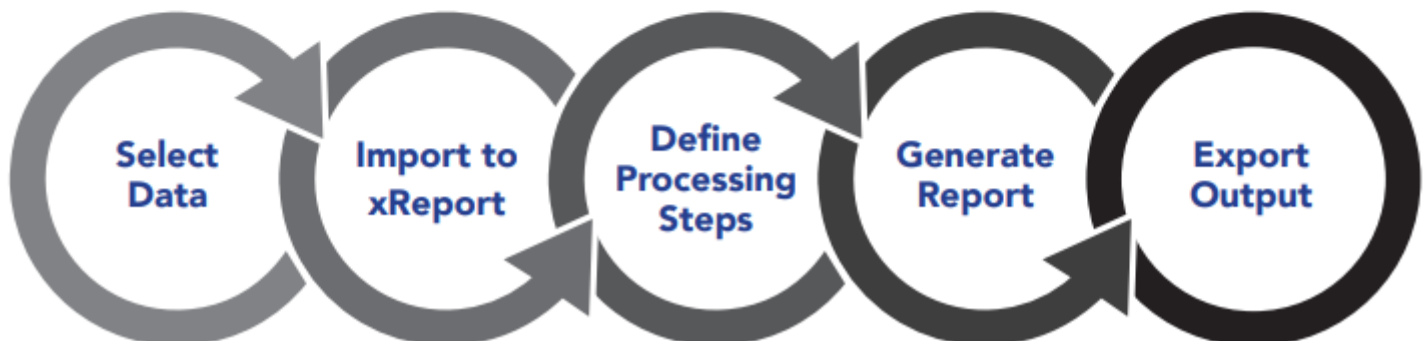 Select
Data
Import to
xReport
Define
Processing
Steps
Generate
Report
Export
Output